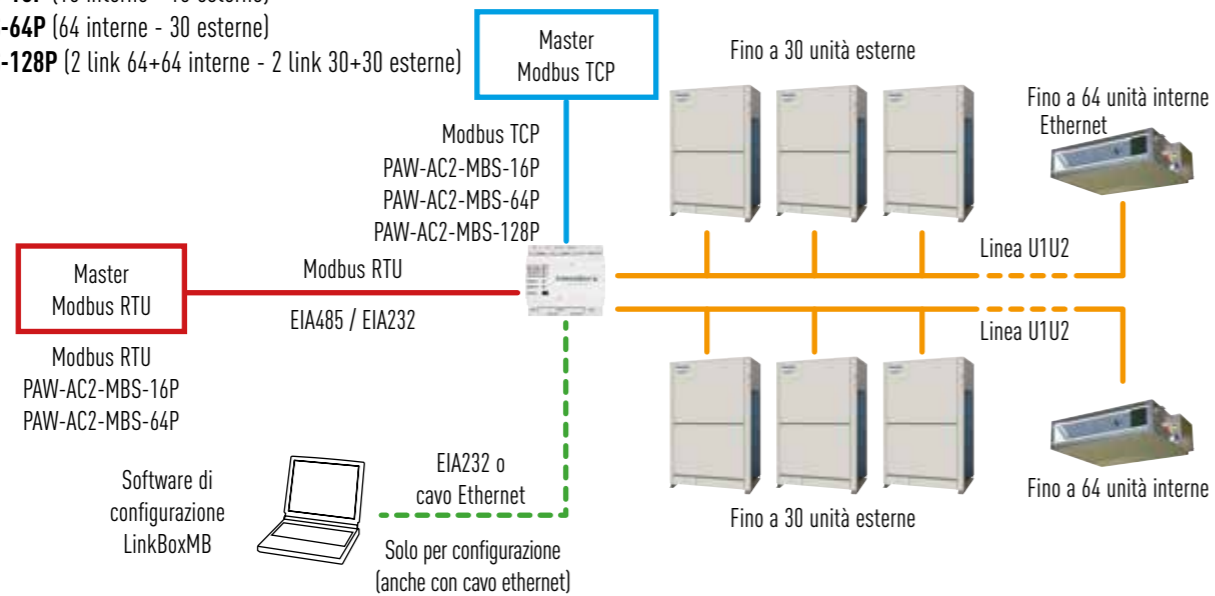 -64P (64 interne - 30 esterne)
-128P (2 link 64+64 interne - 2 link 30+30 esterne)
Master
Modbus TCP
Fino a 30 unità esterne
Fino a 64 unità interne
Ethernet
Modbus TCP
PAW-AC2-MBS-16P
PAW-AC2-MBS-64P
PAW-AC2-MBS-128P
Linea U1U2
Master
Modbus RTU
Modbus RTU
EIA485 / EIA232
Linea U1U2
Modbus RTU
PAW-AC2-MBS-16P
PAW-AC2-MBS-64P
Software di
configurazione
LinkBoxMB
EIA232 o
cavo Ethernet
Solo per configurazione
(anche con cavo ethernet)
Fino a 30 unità esterne
Fino a 64 unità interne